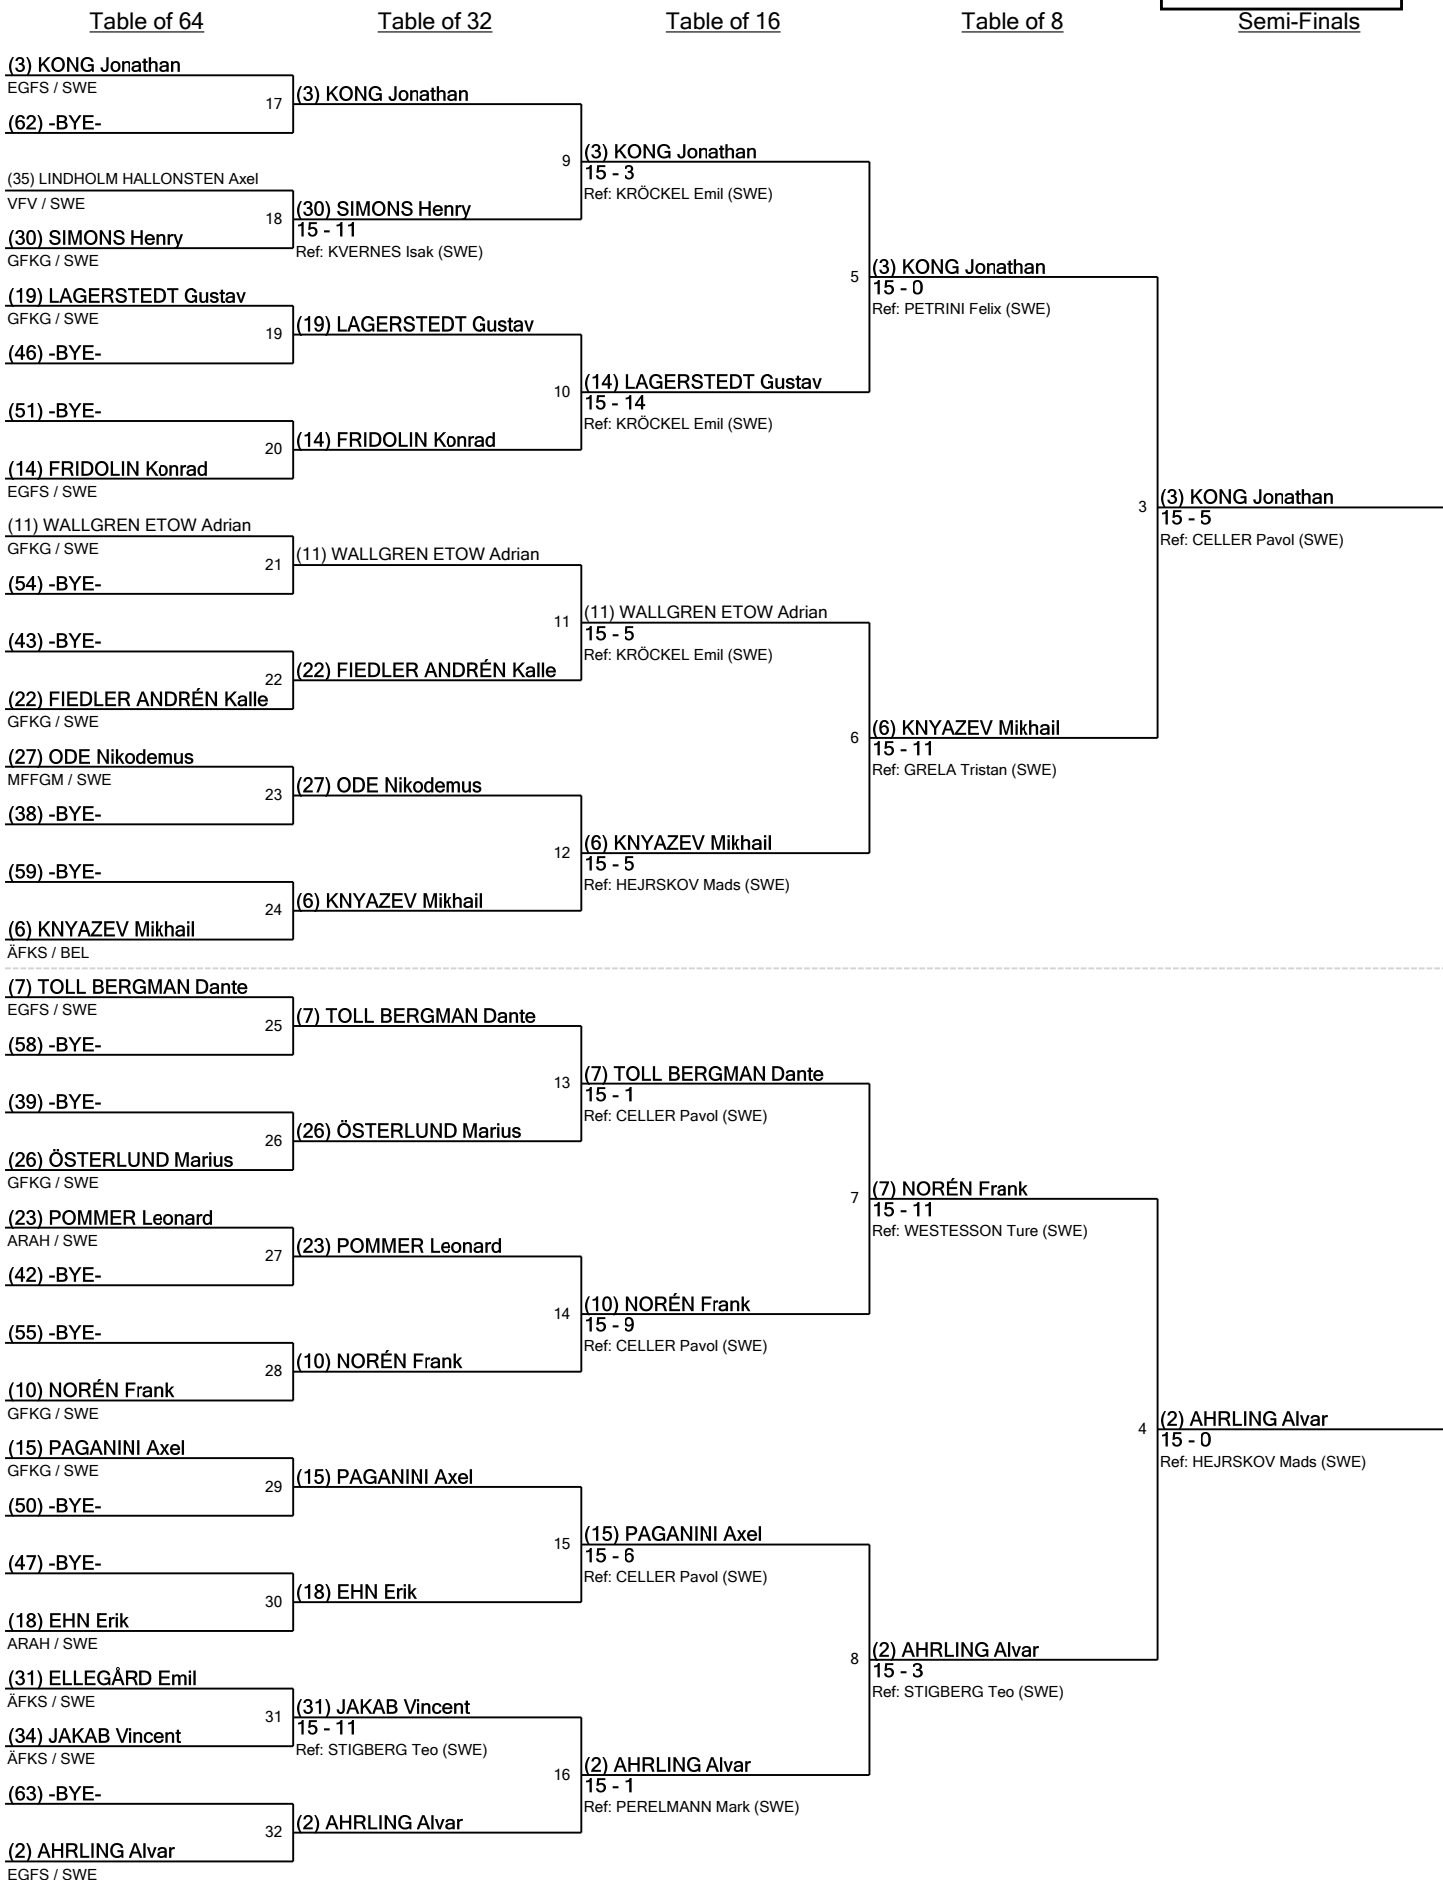 Table of 64
Table of 32
Table of 16
Table of 8
Semi-Finals
(3) KONG Jonathan
EGFS / SWE
17
(3) KONG Jonathan
(62) -BYE-
9
(3) KONG Jonathan
15 - 3
Ref: KRÖCKEL Emil (SWE)
(35) LINDHOLM HALLONSTEN Axel
VFV / SWE
18
(30) SIMONS Henry
15 - 11
Ref: KVERNES Isak (SWE)
(30) SIMONS Henry
GFKG / SWE
5
(3) KONG Jonathan
15 - 0
Ref: PETRINI Felix (SWE)
(19) LAGERSTEDT Gustav
GFKG / SWE
19
(19) LAGERSTEDT Gustav
(46) -BYE-
10
(14) LAGERSTEDT Gustav
15 - 14
Ref: KRÖCKEL Emil (SWE)
(51) -BYE-
20
(14) FRIDOLIN Konrad
(14) FRIDOLIN Konrad
EGFS / SWE
3
(3) KONG Jonathan
15 - 5
Ref: CELLER Pavol (SWE)
(11) WALLGREN ETOW Adrian
GFKG / SWE
21
(11) WALLGREN ETOW Adrian
(54) -BYE-
11
(11) WALLGREN ETOW Adrian
15 - 5
Ref: KRÖCKEL Emil (SWE)
(43) -BYE-
22
(22) FIEDLER ANDRÉN Kalle
(22) FIEDLER ANDRÉN Kalle
GFKG / SWE
6
(6) KNYAZEV Mikhail
15 - 11
Ref: GRELA Tristan (SWE)
(27) ODE Nikodemus
MFFGM / SWE
23
(27) ODE Nikodemus
(38) -BYE-
12
(6) KNYAZEV Mikhail
15 - 5
Ref: HEJRSKOV Mads (SWE)
(59) -BYE-
24
(6) KNYAZEV Mikhail
(6) KNYAZEV Mikhail
ÄFKS / BEL
(7) TOLL BERGMAN Dante
EGFS / SWE
25
(7) TOLL BERGMAN Dante
(58) -BYE-
13
(7) TOLL BERGMAN Dante
15 - 1
Ref: CELLER Pavol (SWE)
(39) -BYE-
26
(26) ÖSTERLUND Marius
(26) ÖSTERLUND Marius
GFKG / SWE
7
(7) NORÉN Frank
15 - 11
Ref: WESTESSON Ture (SWE)
(23) POMMER Leonard
ARAH / SWE
27
(23) POMMER Leonard
(42) -BYE-
14
(10) NORÉN Frank
15 - 9
Ref: CELLER Pavol (SWE)
(55) -BYE-
28
(10) NORÉN Frank
(10) NORÉN Frank
GFKG / SWE
4
(2) AHRLING Alvar
15 - 0
Ref: HEJRSKOV Mads (SWE)
(15) PAGANINI Axel
GFKG / SWE
29
(15) PAGANINI Axel
(50) -BYE-
15
(15) PAGANINI Axel
15 - 6
Ref: CELLER Pavol (SWE)
(47) -BYE-
30
(18) EHN Erik
(18) EHN Erik
ARAH / SWE
8
(2) AHRLING Alvar
15 - 3
Ref: STIGBERG Teo (SWE)
(31) ELLEGÅRD Emil
ÄFKS / SWE
31
(31) JAKAB Vincent
15 - 11
Ref: STIGBERG Teo (SWE)
(34) JAKAB Vincent
ÄFKS / SWE
16
(2) AHRLING Alvar
15 - 1
Ref: PERELMANN Mark (SWE)
(63) -BYE-
32
(2) AHRLING Alvar
(2) AHRLING Alvar
EGFS / SWE